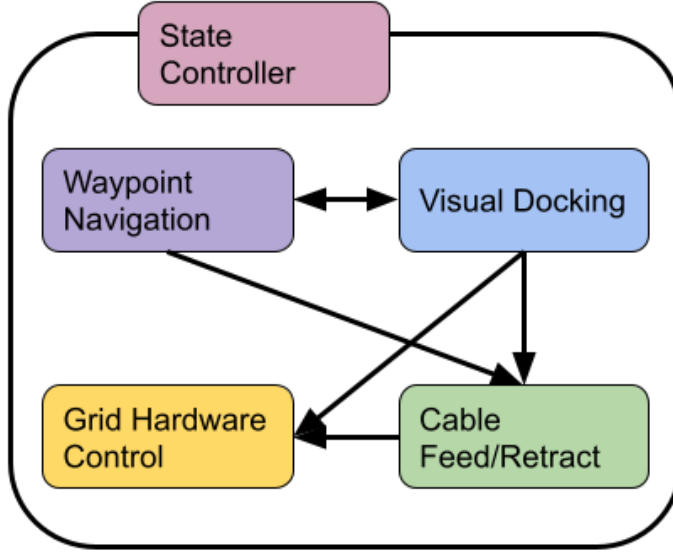 State
Controller
Waypoint
Navigation
Visual Docking
Grid Hardware
Control
Cable
Feed/Retract